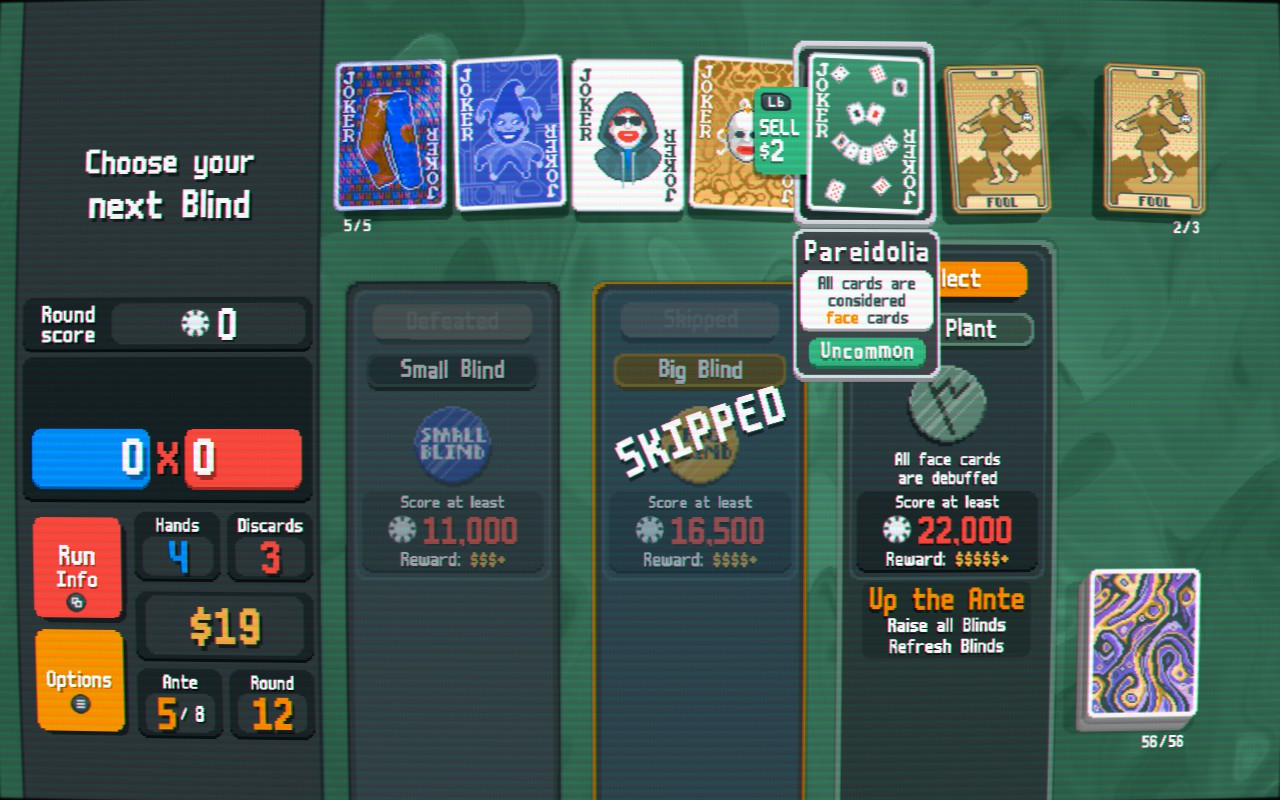 Choose your
next Blind
Round
score
0
0 X 0
Run
Info
Hands
4
Discards
3
$19
Options
Ante
5/ 8
Round
12
JOKER
JOKER
JOKER
JOKER
JOKER
JOKER
JOKER
JOKER
JOKER
5/5
Lb
SELL
$2
FOOL
FOOL
2/3
Pareidolia
All cards are
considered
face cards
Uncommon
Defeated
Small Blind
SMALL
BLIND
Score at least
11,000
Reward: $$$+
Skipped
Big Blind
SKIPPED
Score at least
16,500
Reward: $$$$+
lect
Plant
All face cards
are debuffed
Score at least
22,000
Reward: $$$$$+
Up the Ante
Raise all Blinds
Refresh Blinds
56/56